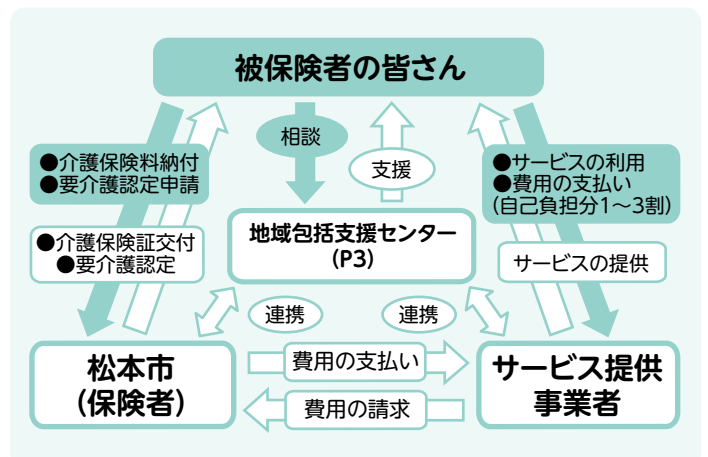 被保険者の皆さん
相談
支援
●介護保険料納付
●要介護認定申請
●サービスの利用
●費用の支払い
(自己負担分1～3割)
●介護保険証交付
●要介護認定
地域包括支援センター
(P3)
サービスの提供
連携
連携
松本市
(保険者)
費用の支払い
費用の請求
サービス提供
事業者